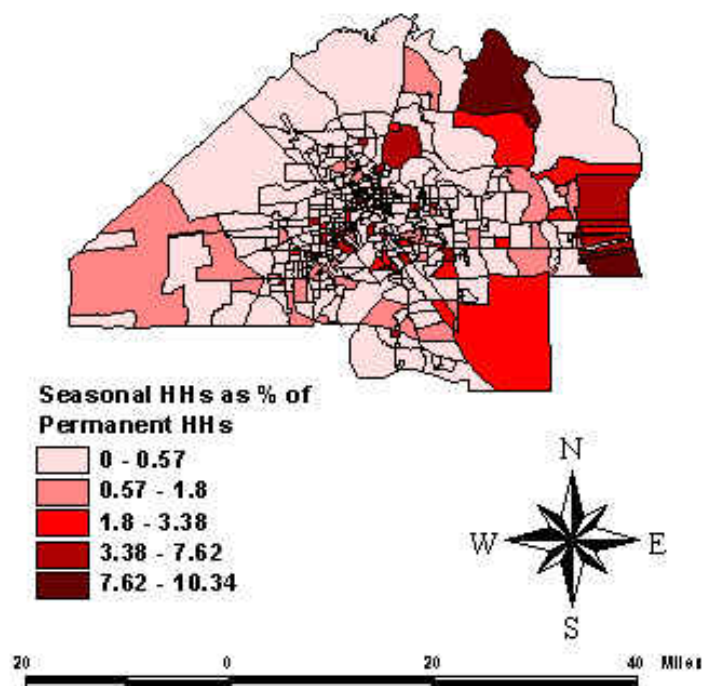 Seasonal HHs as % of
Permanent HHs
0 - 0.57
0.57 - 1.8
1.8 - 3.38
3.38 - 7.62
7.62 - 10.34
N
W E
S
20 0 20 40 Miles